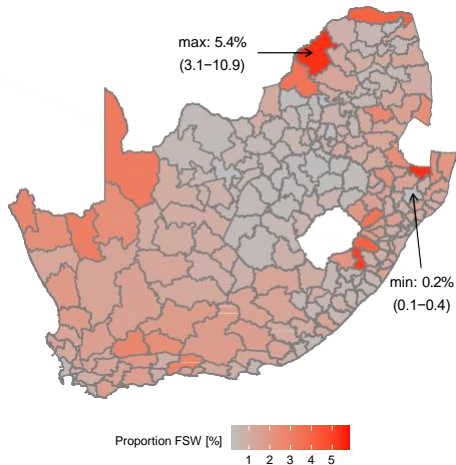 max: 5.4%
(3.1−10.9)
min: 0.2%
(0.1−0.4)
Proportion FSW [%]
1 2 3 4 5